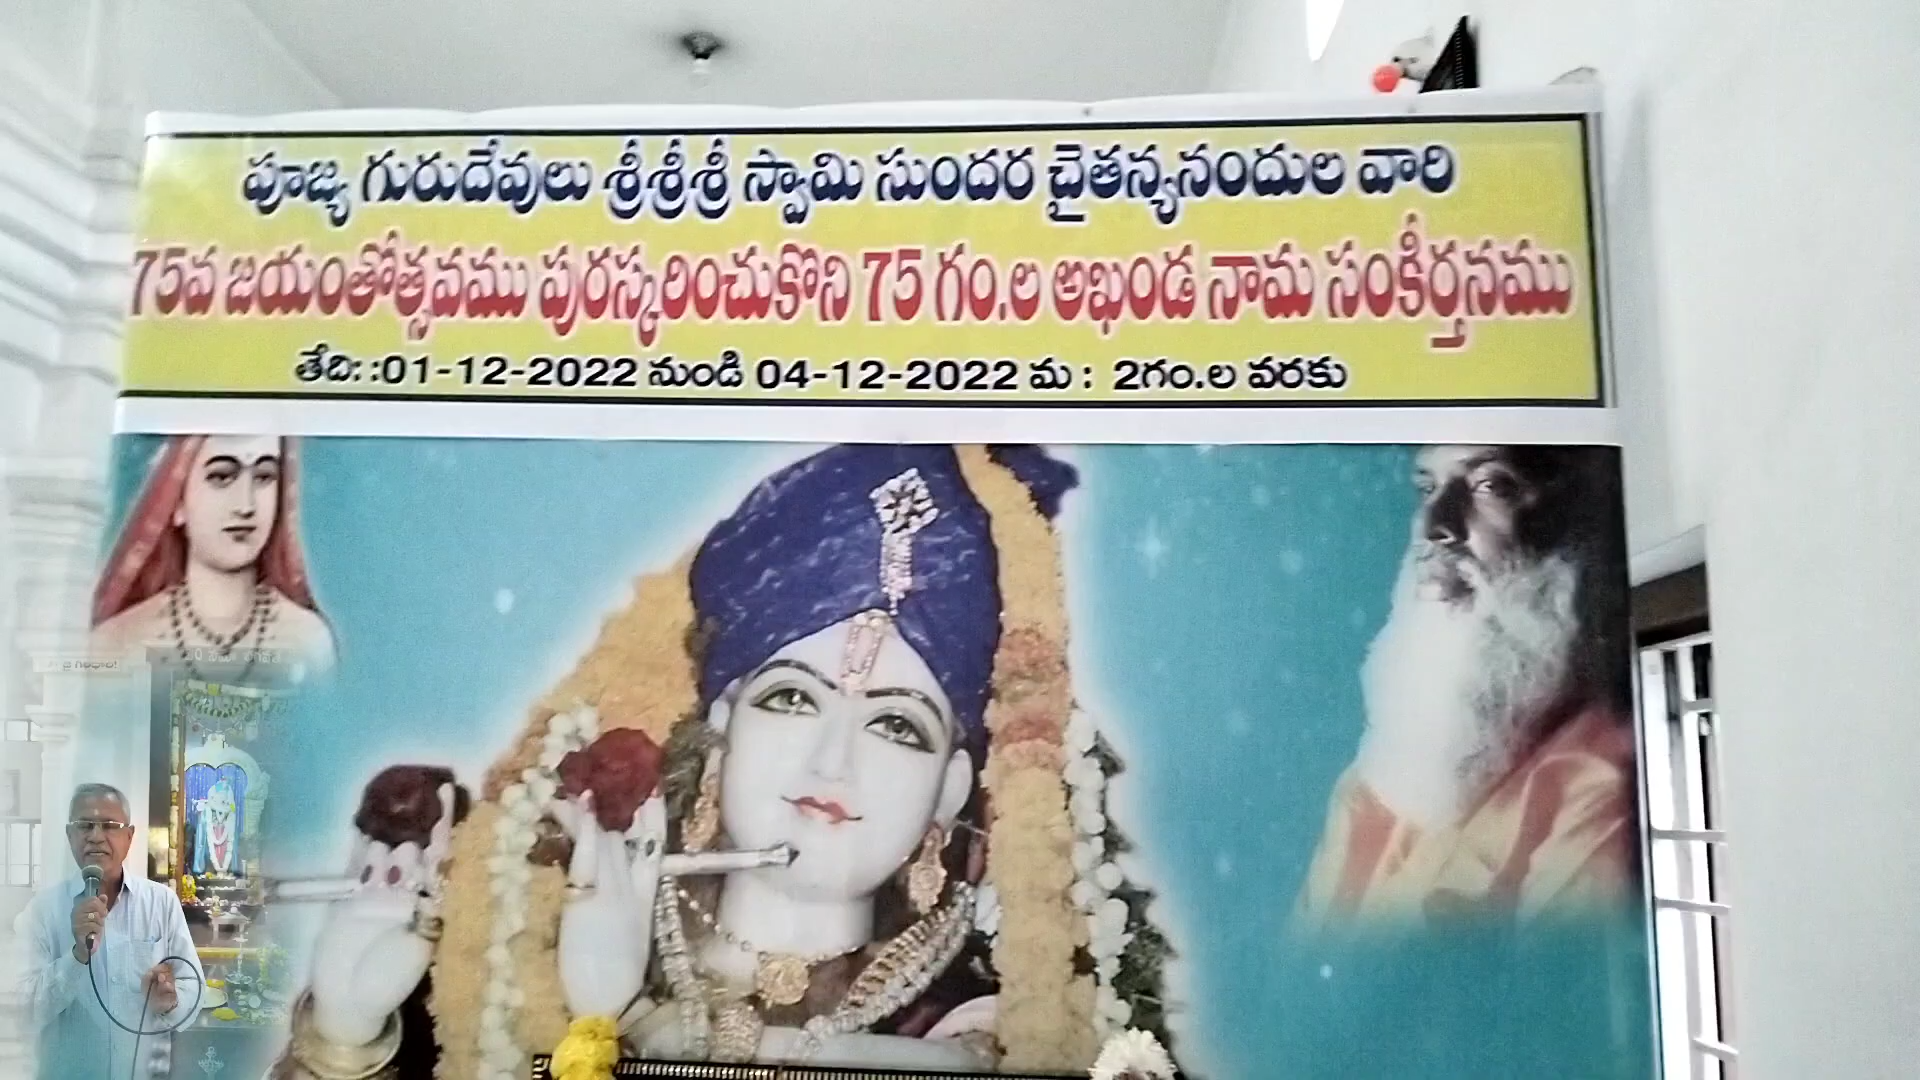 పూజ్య గురుదేవులు శ్రీశ్రీశ్రీ స్వామి సుందర చైతన్యనందుల వారి
75వ జయంతోత్సవము పురస్కరించుకొని 75 గం.ల అఖండ నామ సంకీర్తనము
తేది: :01-12-2022 నుండి 04-12-2022 మ : 2గం.ల వరకు